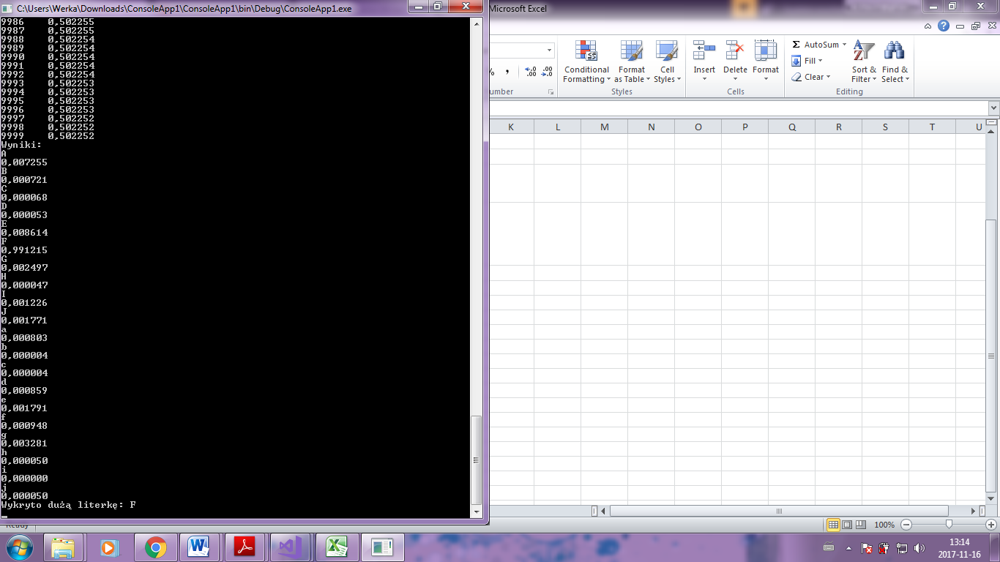 C:\Users\Werka\Downloads\ConsoleApp1\ConsoleApp1\bin\Debug\ConsoleApp1.exe
9986 0,502255
9987 0,502255
9988 0,502254
9989 0,502254
9990 0,502254
9991 0,502254
9992 0,502254
9993 0,502253
9994 0,502253
9995 0,502253
9996 0,502253
9997 0,502252
9998 0,502252
9999 0,502252
Wyniki:
A
0,007255
B
0,000721
C
0,000068
D
0,000053
E
0,008614
F
0,991215
G
0,002497
H
0,000047
I
0,001226
J
0,001771
a
0,000803
b
0,000004
c
0,000004
d
0,000859
e
0,001791
f
0,000948
g
0,003281
h
0,000050
i
0,000000
j
0,000050
Wykryto dużą literkę: F
Microsoft Excel
%
,
,00
,0
Conditional Formatting
Format as Table
Cell Styles
Insert
Delete
Format
Σ AutoSum
Fill
Clear
Sort & Filter
Find & Select
umber
Styles
Cells
Editing
K L M N O P Q R S T U
Ready
100%
13:14
2017-11-16